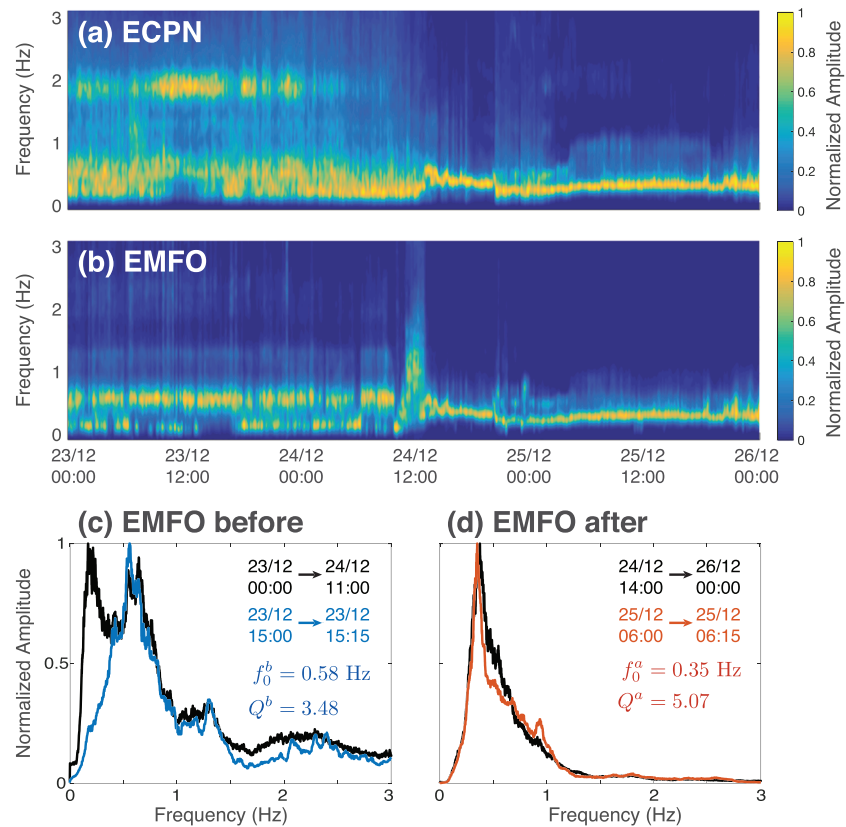 (a) ECPN
Frequency (Hz)
3
2
1
0
1
0.8
0.6
0.4
0.2
0
Normalized Amplitude
(b) EMFO
Frequency (Hz)
3
2
1
0
1
0.8
0.6
0.4
0.2
0
Normalized Amplitude
23/12 23/12 24/12 24/12 25/12 25/12 26/12
00:00 12:00 00:00 12:00 00:00 12:00 00:00
(c) EMFO before
Normalized Amplitude
1
0.5
0
23/12 → 24/12
00:00 11:00
23/12 → 23/12
15:00 15:15
f₀ᵇ = 0.58 Hz
Qᵇ = 3.48
0 1 2 3
Frequency (Hz)
(d) EMFO after
24/12 → 26/12
14:00 00:00
25/12 → 25/12
06:00 06:15
f₀ᵃ = 0.35 Hz
Qᵃ = 5.07
0 1 2 3
Frequency (Hz)